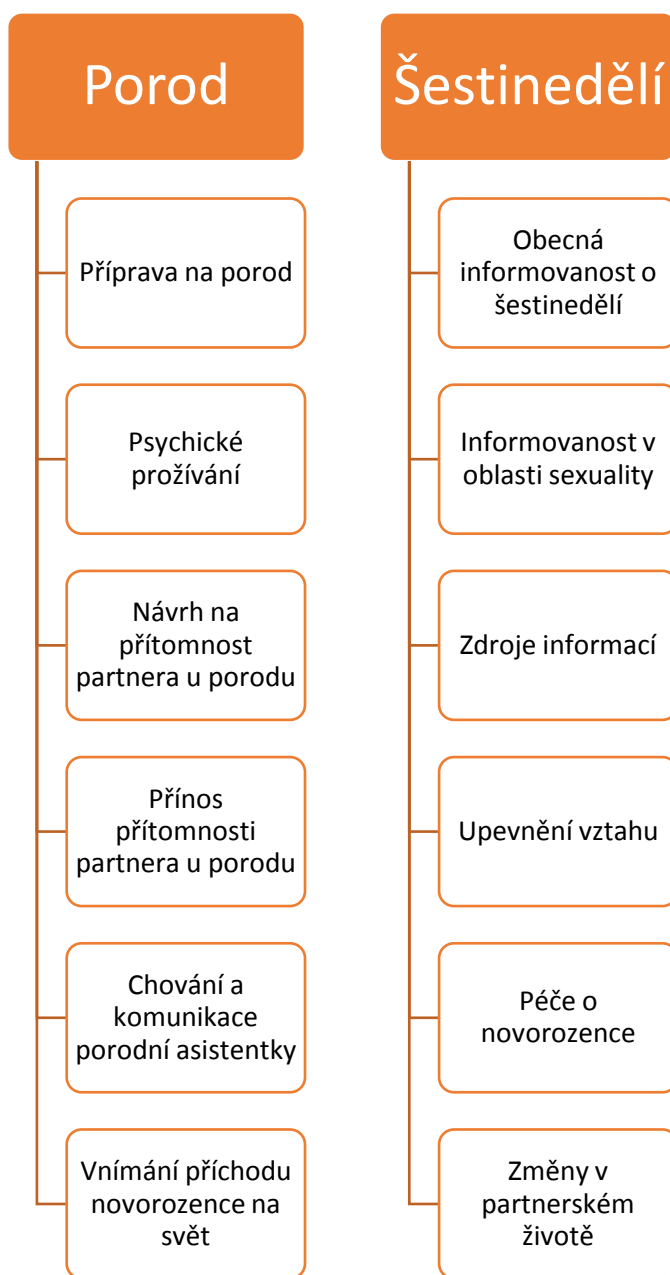 Porod
Příprava na porod
Psychické
prožívání
Návrh na
přítomnost
partnera u porodu
Přínos
přítomnosti
partnera u porodu
Chování a
komunikace
porodní asistentky
Vnímání příchodu
novorozence na
svět
Šestinedělí
Obecná
informovanost o
šestinedělí
Informovanost v
oblasti sexuality
Zdroje informací
Upevnění vztahu
Péče o
novorozence
Změny v
partnerském
životě